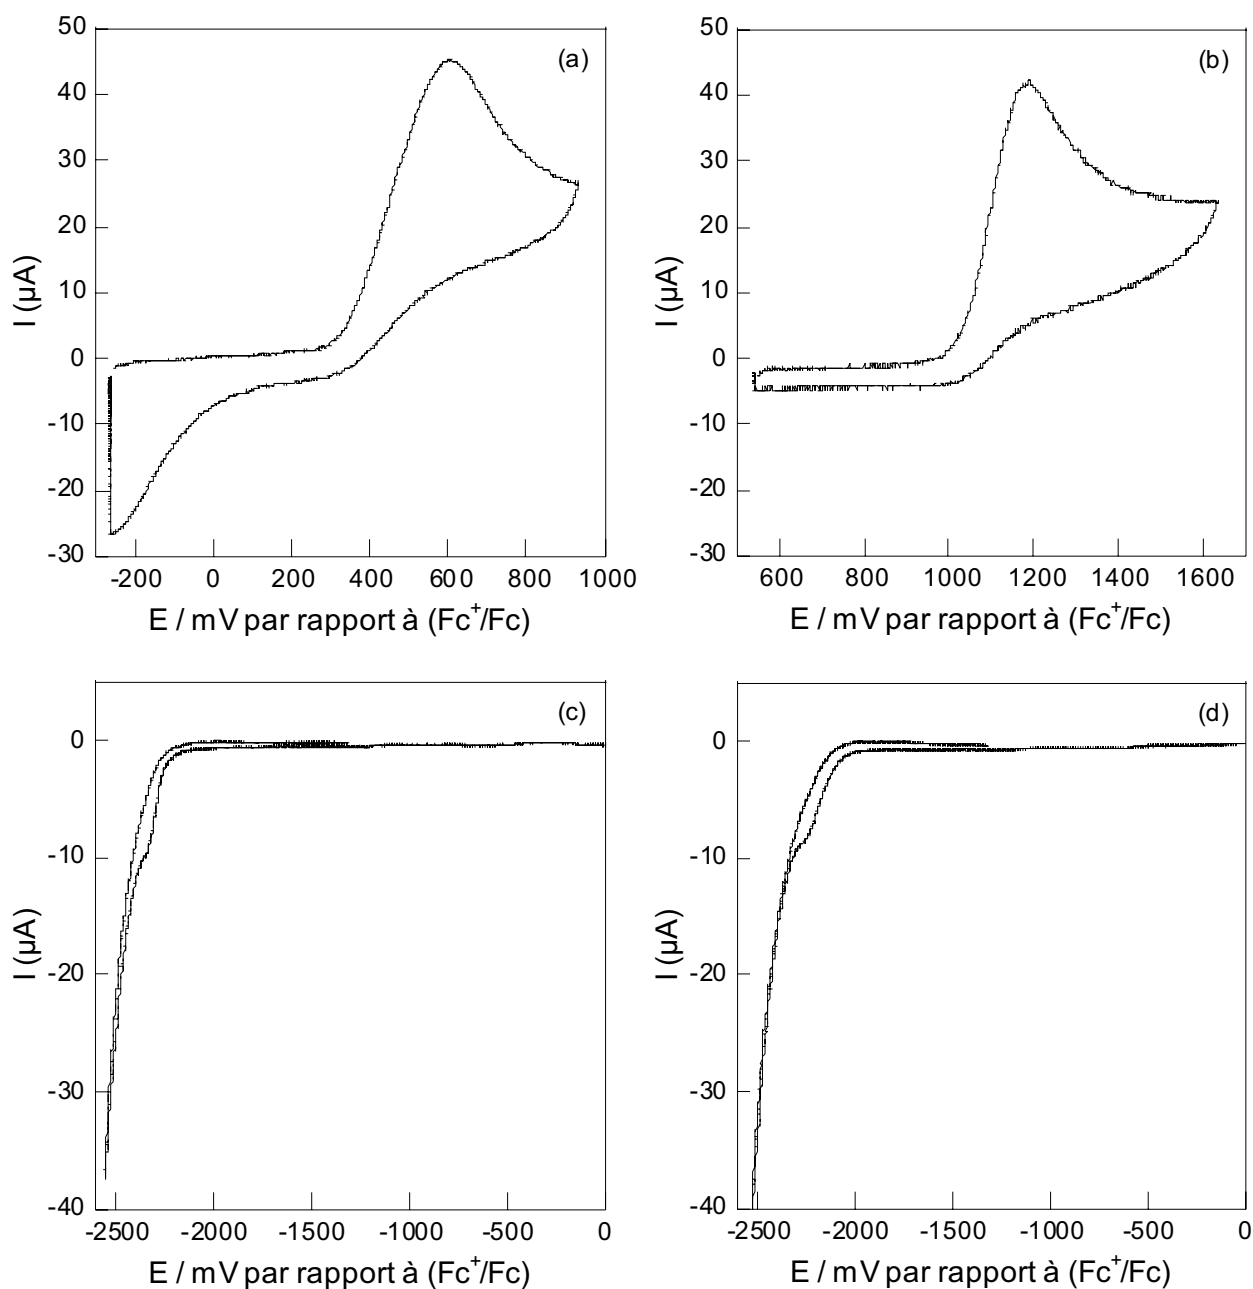 (a)
50
40
30
20
10
0
-10
-20
-30
I (µA)
-200 0 200 400 600 800 1000
E / mV par rapport à (Fc⁺/Fc)
(b)
50
40
30
20
10
0
-10
-20
-30
I (µA)
600 800 1000 1200 1400 1600
E / mV par rapport à (Fc⁺/Fc)
(c)
0
-10
-20
-30
-40
I (µA)
-2500 -2000 -1500 -1000 -500 0
E / mV par rapport à (Fc⁺/Fc)
(d)
0
-10
-20
-30
-40
I (µA)
-2500 -2000 -1500 -1000 -500 0
E / mV par rapport à (Fc⁺/Fc)